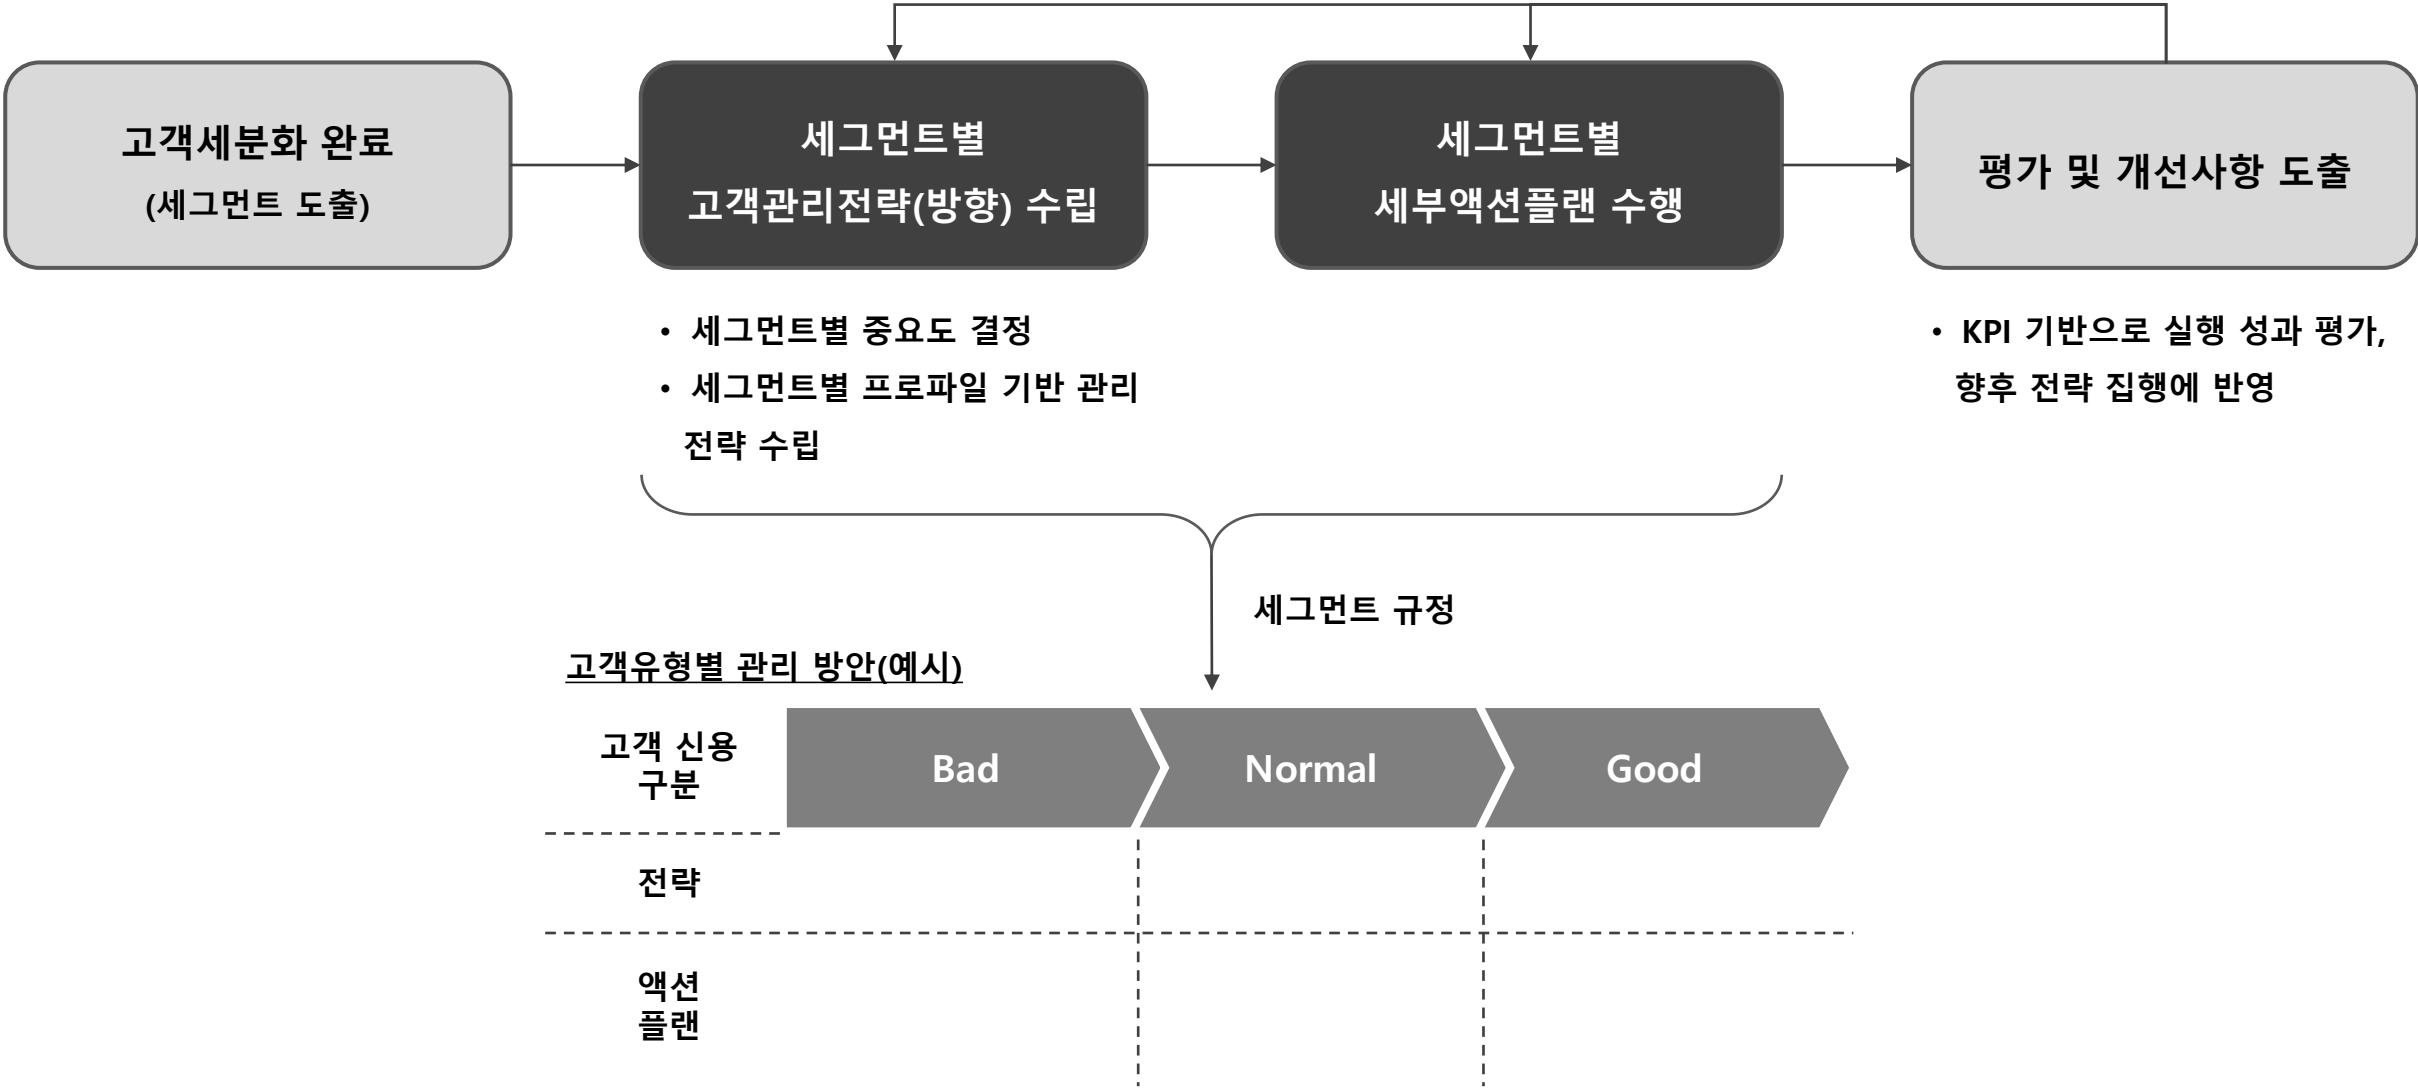 고객세분화 완료
(세그먼트 도출)
세그먼트별
고객관리전략(방향) 수립
세그먼트별
세부액션플랜 수행
평가 및 개선사항 도출
• 세그먼트별 중요도 결정
• 세그먼트별 프로파일 기반 관리
전략 수립
• KPI 기반으로 실행 성과 평가,
향후 전략 집행에 반영
세그먼트 규정
고객유형별 관리 방안(예시)
고객 신용
구분
Bad
Normal
Good
전략
액션
플랜